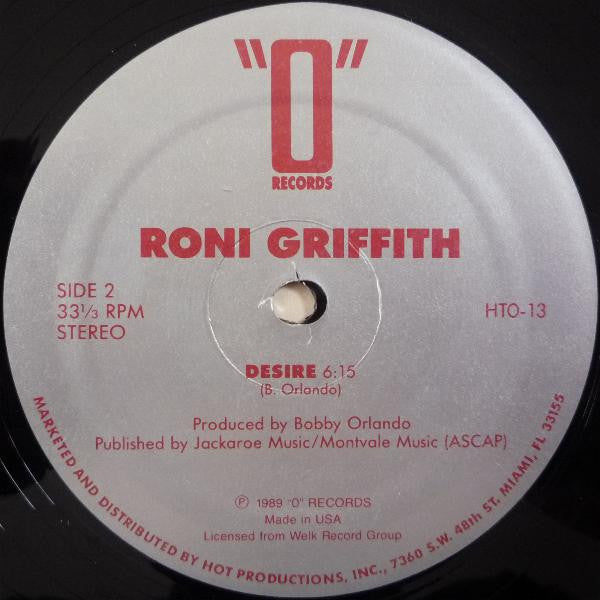 "O"
RECORDS
RONI GRIFFITH
SIDE 2
33⅓ RPM
STEREO
HTO-13
DESIRE 6:15
(B. Orlando)
Produced by Bobby Orlando
Published by Jackaroe Music/Montvale Music (ASCAP)
℗ 1989 "O" RECORDS
Made in USA
Licensed from Welk Record Group
MARKETED AND DISTRIBUTED BY HOT PRODUCTIONS, INC., 7360 S.W. 48th ST. MIAMI, FL 33155